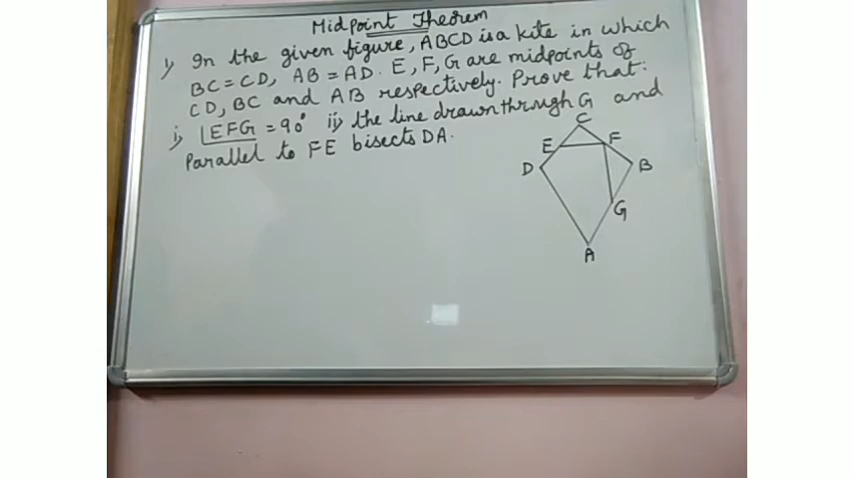 Midpoint Theorem
1) In the given figure, ABCD is a kite in which
BC = CD, AB = AD. E, F, G are midpoints of
CD, BC and AB respectively. Prove that:
i) ∠EFG = 90° ii) the line drawn through G and
Parallel to FE bisects DA.
C
E F
D B
G
A